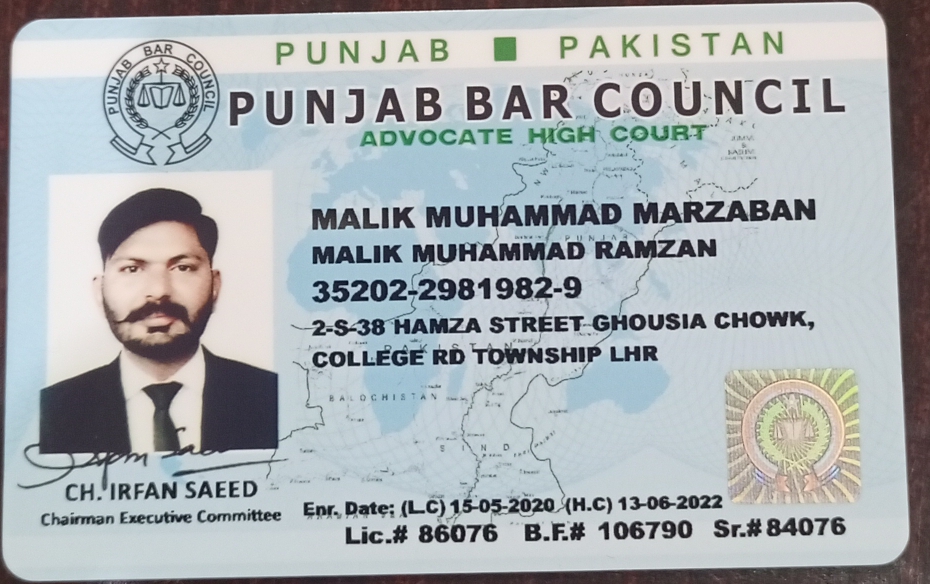 PUNJAB ■ PAKISTAN
PUNJAB BAR COUNCIL
PUNJAB BAR COUNCIL
ADVOCATE HIGH COURT
MALIK MUHAMMAD MARZABAN
MALIK MUHAMMAD RAMZAN
35202-2981982-9
2-S-38 HAMZA STREET GHOUSIA CHOWK,
COLLEGE RD TOWNSHIP LHR
PUNJAB
PAKISTAN
BALOCHISTAN
SIND
CH. IRFAN SAEED
Chairman Executive Committee
Enr. Date: (L.C) 15-05-2020 (H.C) 13-06-2022
Lic.# 86076 B.F.# 106790 Sr.# 84076